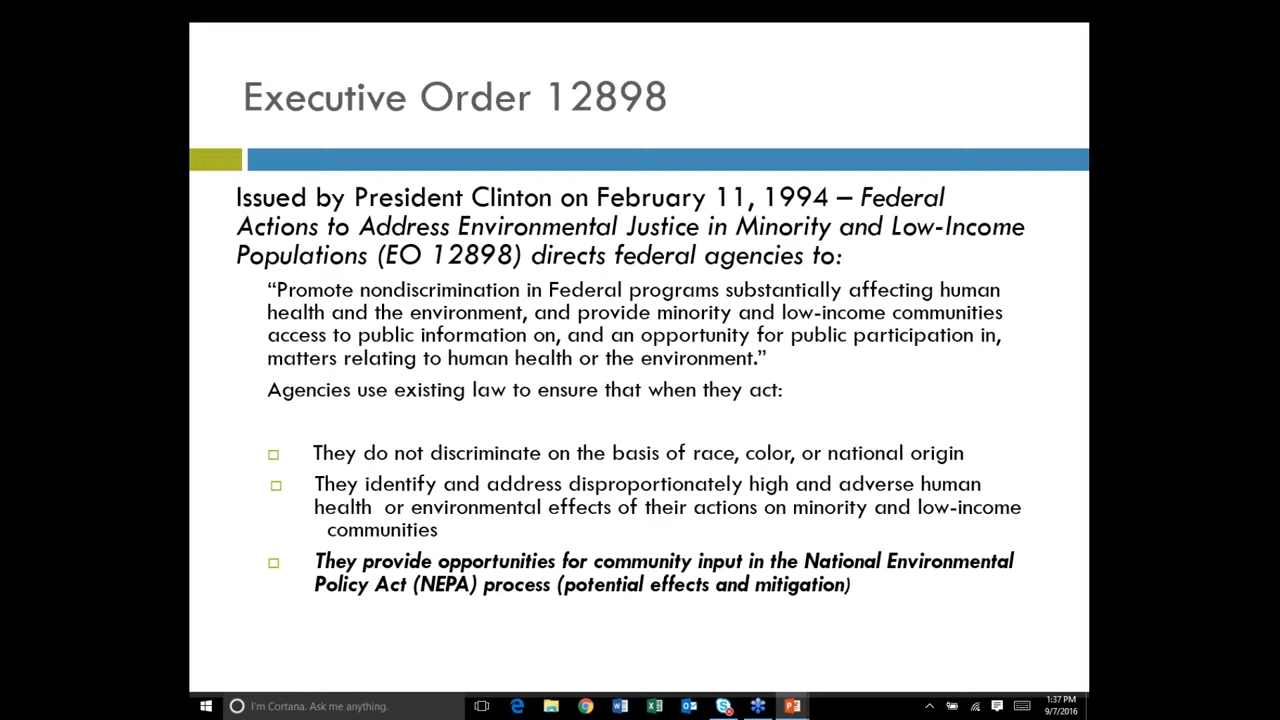 Executive Order 12898
Issued by President Clinton on February 11, 1994 – Federal
Actions to Address Environmental Justice in Minority and Low-Income
Populations (EO 12898) directs federal agencies to:
“Promote nondiscrimination in Federal programs substantially affecting human
health and the environment, and provide minority and low-income communities
access to public information on, and an opportunity for public participation in,
matters relating to human health or the environment.”
Agencies use existing law to ensure that when they act:
They do not discriminate on the basis of race, color, or national origin
They identify and address disproportionately high and adverse human
health or environmental effects of their actions on minority and low-income
communities
They provide opportunities for community input in the National Environmental
Policy Act (NEPA) process (potential effects and mitigation)
I'm Cortana. Ask me anything.
1:37 PM
9/7/2016